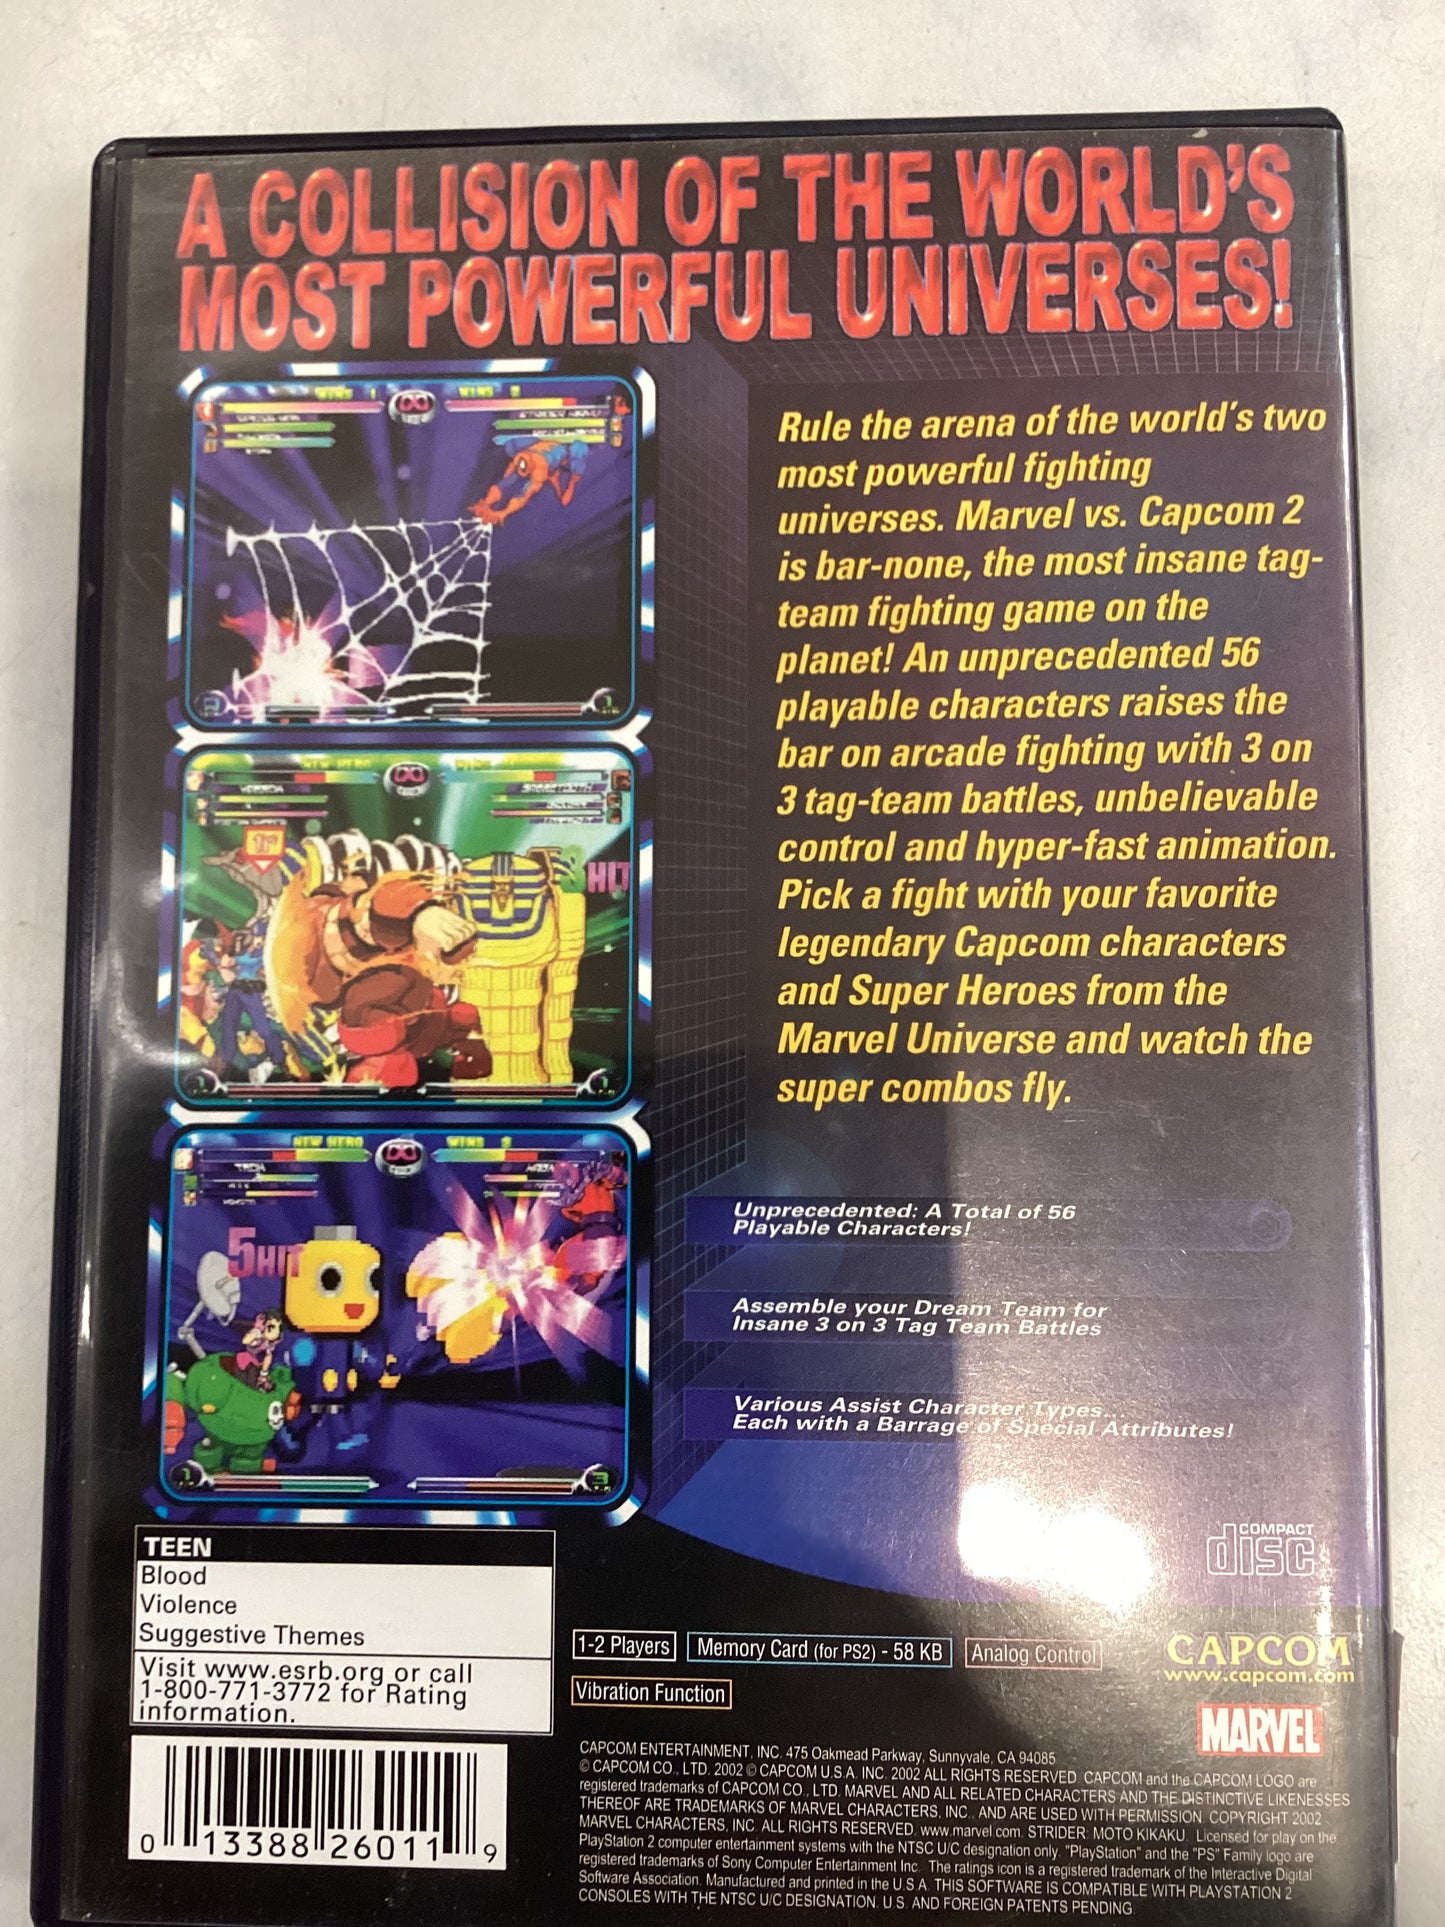 A COLLISION OF THE WORLD'S
MOST POWERFUL UNIVERSES!
WINS 1
WINS
Rule the arena of the world's two
most powerful fighting
universes. Marvel vs. Capcom 2
is bar-none, the most insane tag-
team fighting game on the
planet! An unprecedented 56
playable characters raises the
bar on arcade fighting with 3 on
3 tag-team battles, unbelievable
control and hyper-fast animation.
Pick a fight with your favorite
legendary Capcom characters
and Super Heroes from the
Marvel Universe and watch the
super combos fly.
NEW HERO
1P
HIT
NEW HERO
WINS 2
5 HIT
Unprecedented: A Total of 56
Playable Characters!
Assemble your Dream Team for
Insane 3 on 3 Tag Team Battles
Various Assist Character Types...
Each with a Barrage of Special Attributes!
COMPACT
disc
TEEN
Blood
Violence
Suggestive Themes
Visit www.esrb.org or call
1-800-771-3772 for Rating
information.
1-2 Players
Memory Card (for PS2) - 58 KB
Analog Control
Vibration Function
CAPCOM
www.capcom.com
MARVEL
CAPCOM ENTERTAINMENT, INC. 475 Oakmead Parkway, Sunnyvale, CA 94085
© CAPCOM CO., LTD. 2002 © CAPCOM U.S.A. INC. 2002 ALL RIGHTS RESERVED. CAPCOM and the CAPCOM LOGO are
registered trademarks of CAPCOM CO., LTD. MARVEL AND ALL RELATED CHARACTERS AND THE DISTINCTIVE LIKENESSES
THEREOF ARE TRADEMARKS OF MARVEL CHARACTERS, INC., AND ARE USED WITH PERMISSION. COPYRIGHT 2002
MARVEL CHARACTERS, INC. ALL RIGHTS RESERVED. www.marvel.com. STRIDER: MOTO KIKAKU. Licensed for play on the
PlayStation 2 computer entertainment systems with the NTSC U/C designation only. "PlayStation" and the "PS" Family logo are
registered trademarks of Sony Computer Entertainment Inc. The ratings icon is a registered trademark of the Interactive Digital
Software Association. Manufactured and printed in the U.S.A. THIS SOFTWARE IS COMPATIBLE WITH PLAYSTATION 2
CONSOLES WITH THE NTSC U/C DESIGNATION. U.S. AND FOREIGN PATENTS PENDING.
0 13388 26011 9